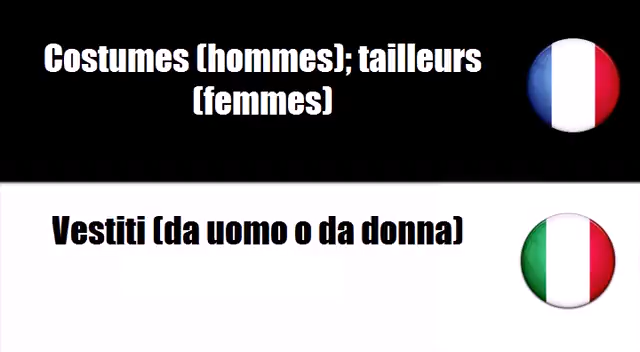 Costumes (hommes); tailleurs
(femmes)
Vestiti (da uomo o da donna)